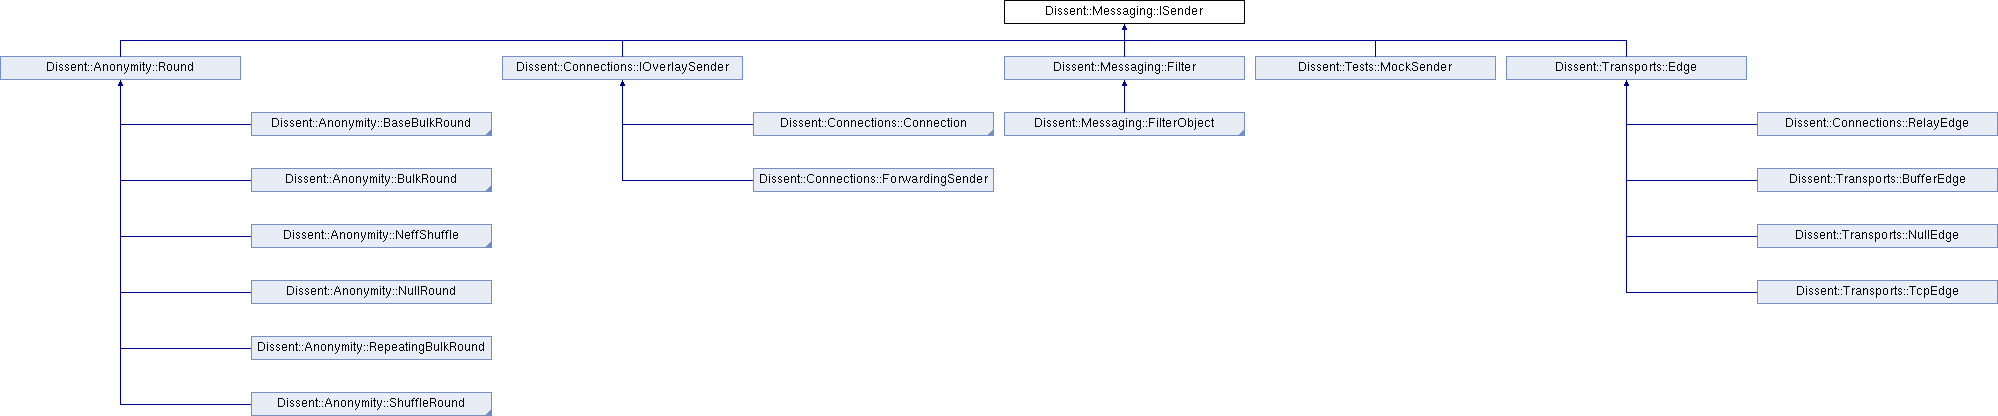 Dissent::Messaging::ISender
Dissent::Anonymity::Round
Dissent::Connections::IOverlaySender
Dissent::Messaging::Filter
Dissent::Tests::MockSender
Dissent::Transports::Edge
Dissent::Anonymity::BaseBulkRound
Dissent::Connections::Connection
Dissent::Messaging::FilterObject
Dissent::Connections::RelayEdge
Dissent::Anonymity::BulkRound
Dissent::Connections::ForwardingSender
Dissent::Transports::BufferEdge
Dissent::Anonymity::NeffShuffle
Dissent::Transports::NullEdge
Dissent::Anonymity::NullRound
Dissent::Transports::TcpEdge
Dissent::Anonymity::RepeatingBulkRound
Dissent::Anonymity::ShuffleRound